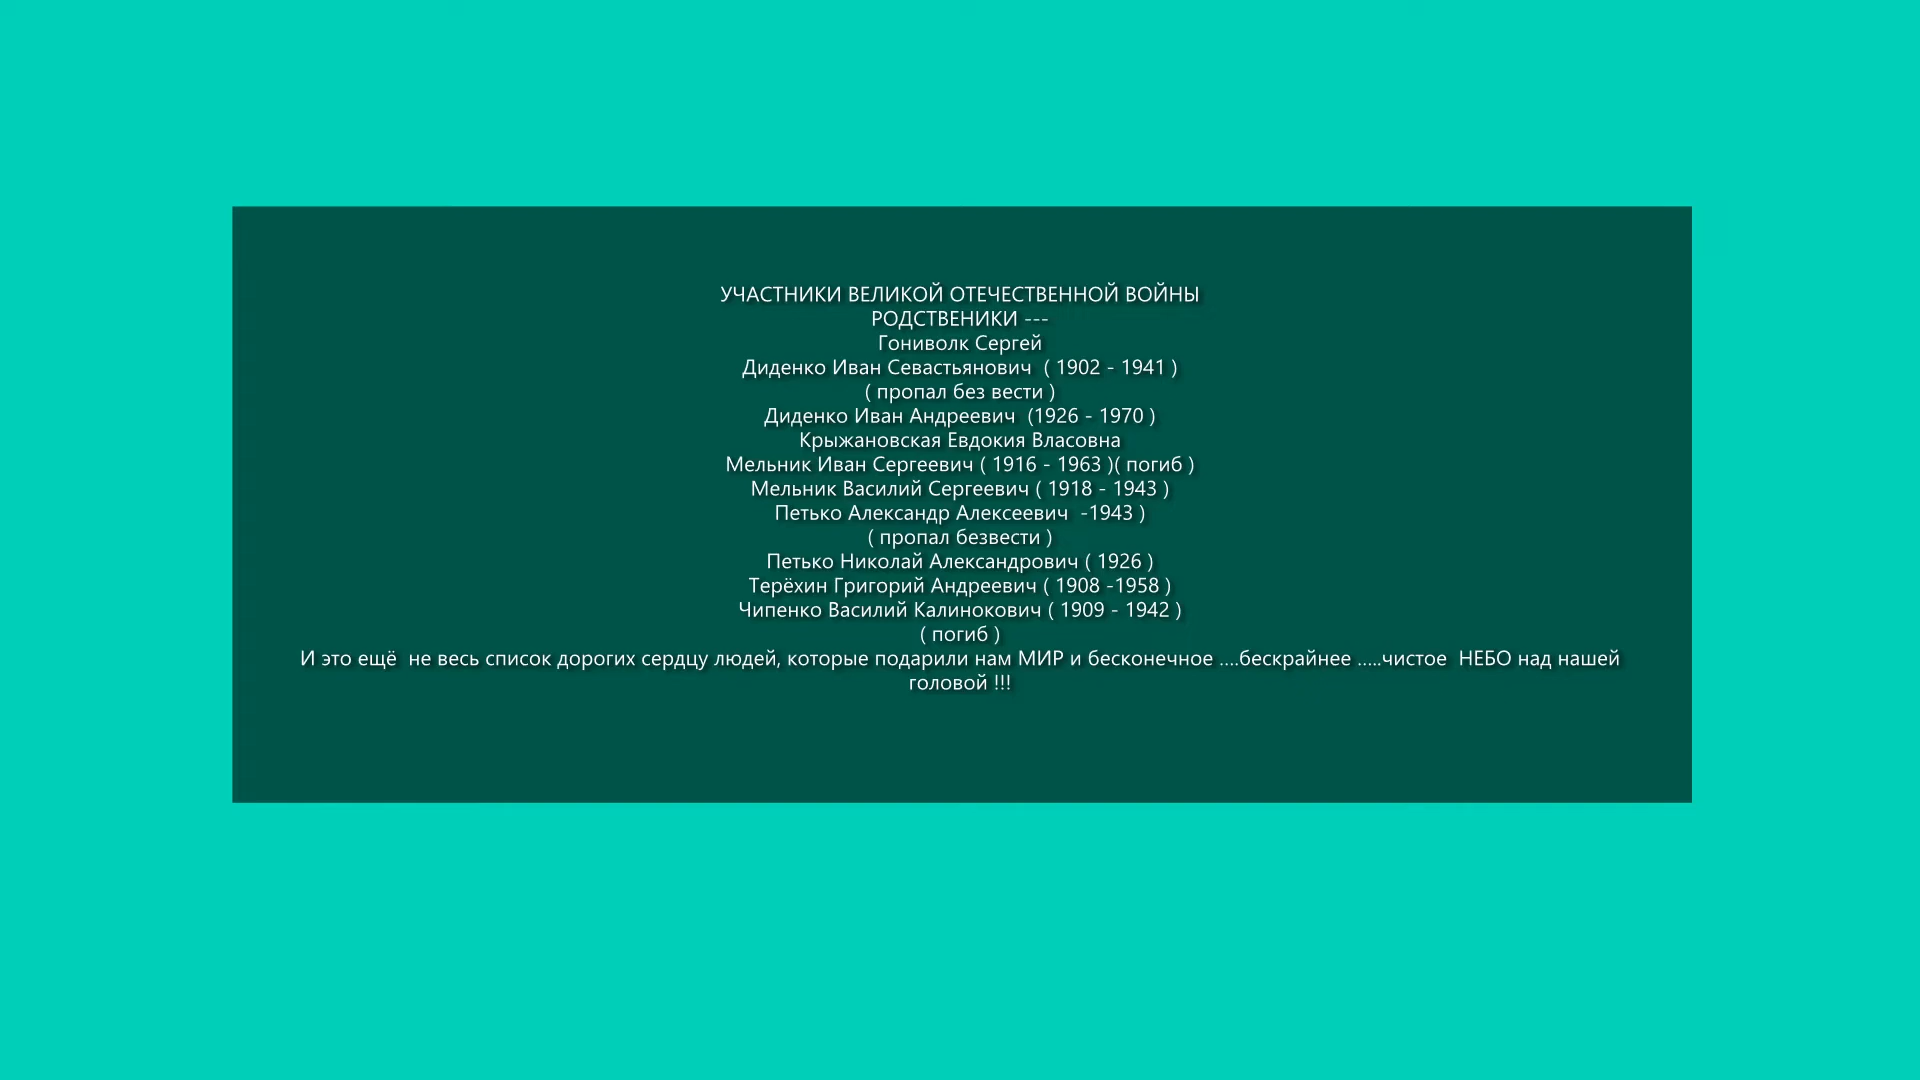 УЧАСТНИКИ ВЕЛИКОЙ ОТЕЧЕСТВЕННОЙ ВОЙНЫ
РОДСТВЕНИКИ ---
Гониволк Сергей
Диденко Иван Севастьянович  ( 1902 - 1941 )
( пропал без вести )
Диденко Иван Андреевич  (1926 - 1970 )
Крыжановская Евдокия Власовна
Мельник Иван Сергеевич ( 1916 - 1963 )( погиб )
Мельник Василий Сергеевич ( 1918 - 1943 )
Петько Александр Алексеевич  -1943 )
( пропал безвести )
Петько Николай Александрович ( 1926 )
Терёхин Григорий Андреевич ( 1908 -1958 )
Чипенко Василий Калинокович ( 1909 - 1942 )
( погиб )
И это ещё  не весь список дорогих сердцу людей, которые подарили нам МИР и бесконечное ....бескрайнее .....чистое  НЕБО над нашей
головой !!!